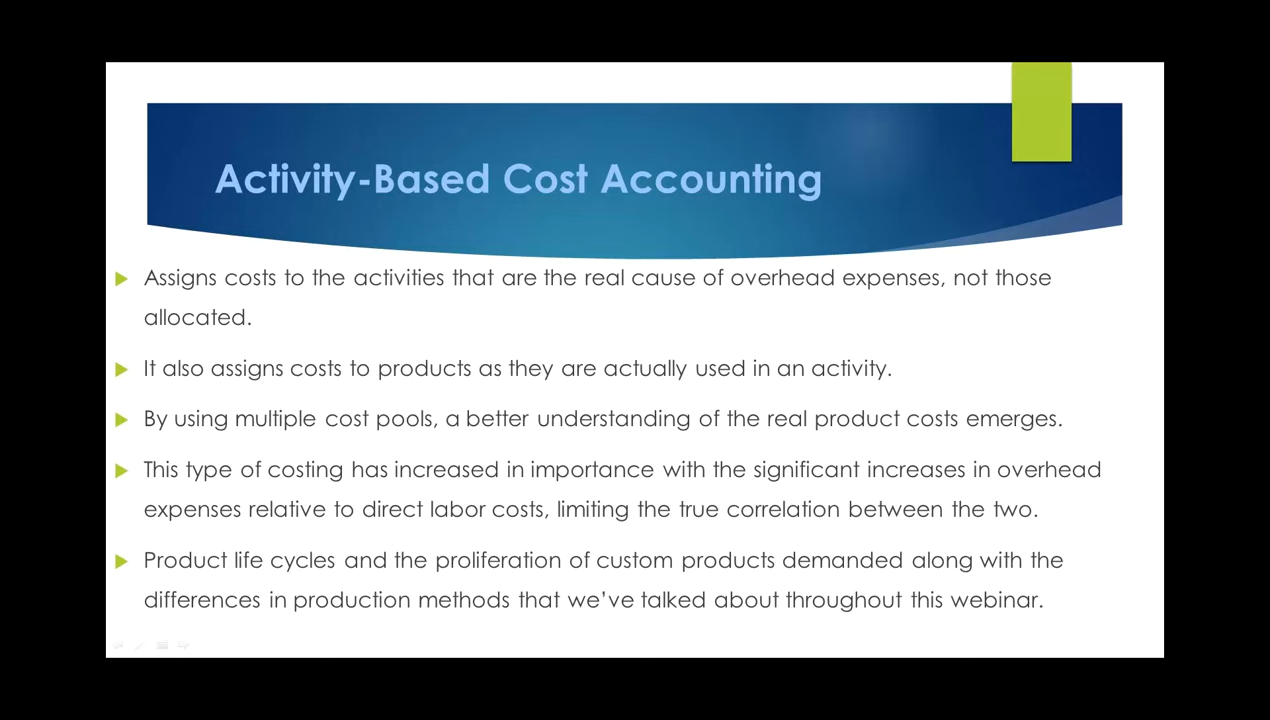 Activity-Based Cost Accounting
Assigns costs to the activities that are the real cause of overhead expenses, not those
allocated.
It also assigns costs to products as they are actually used in an activity.
By using multiple cost pools, a better understanding of the real product costs emerges.
This type of costing has increased in importance with the significant increases in overhead
expenses relative to direct labor costs, limiting the true correlation between the two.
Product life cycles and the proliferation of custom products demanded along with the
differences in production methods that we’ve talked about throughout this webinar.